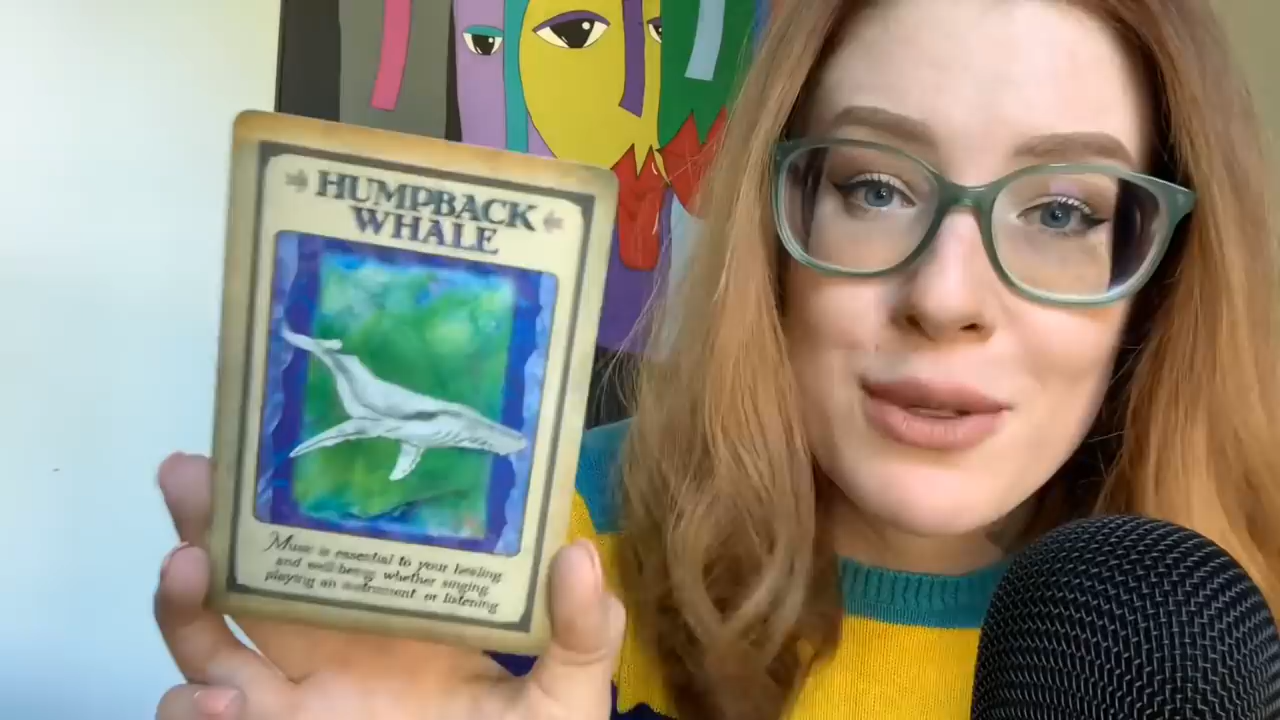 HUMPBACK
WHALE
Music is essential to your healing
and well-being, whether singing,
playing an instrument or listening